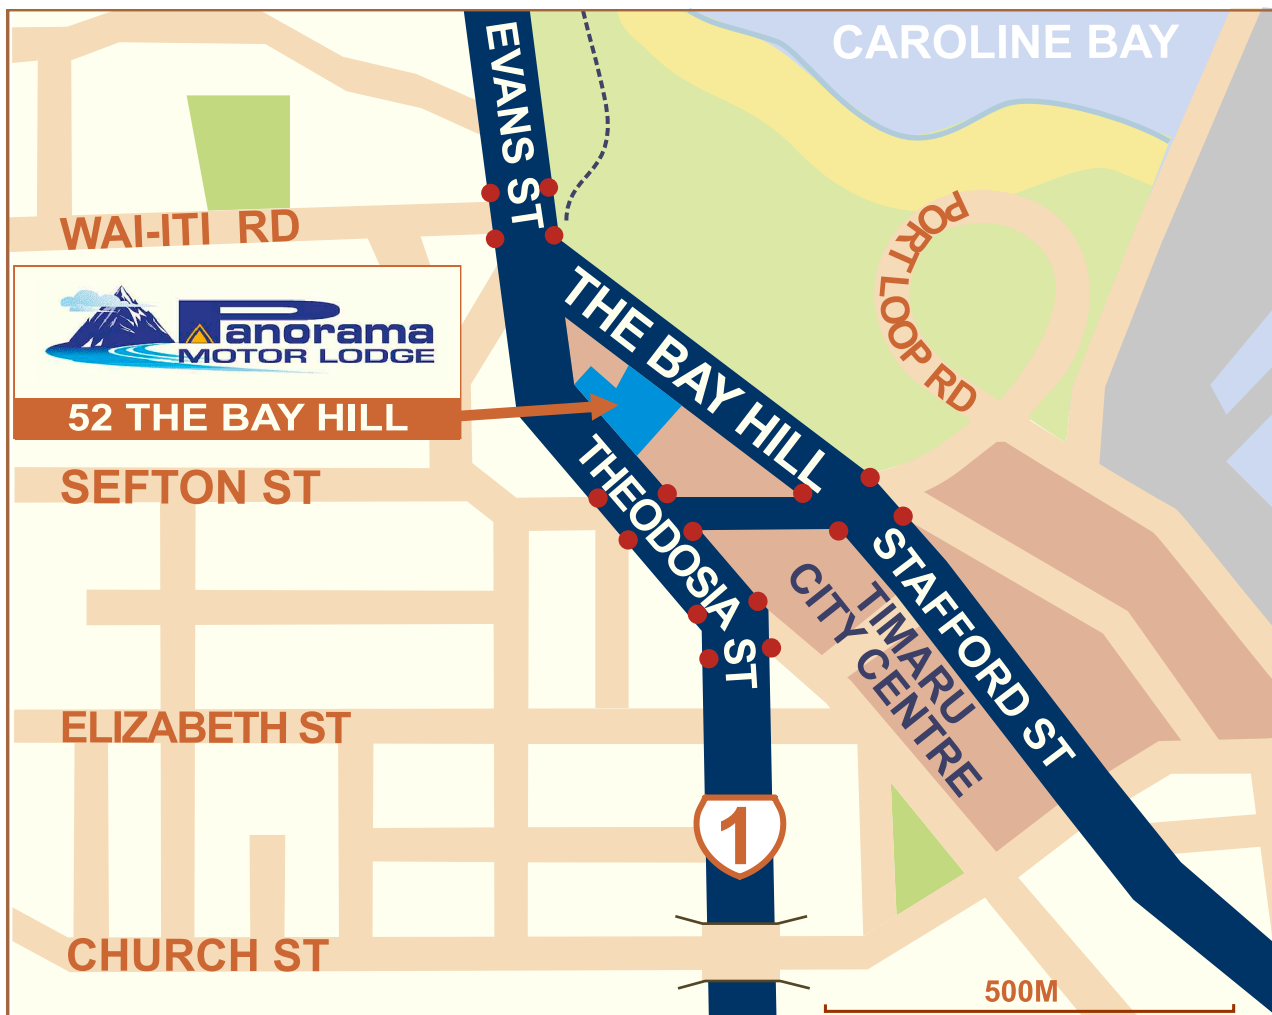 CAROLINE BAY
EVANS ST
WAI-ITI RD
PORT LOOP RD
THE BAY HILL
Panorama
MOTOR LODGE
52 THE BAY HILL
SEFTON ST
THEODOSIA ST
STAFFORD ST
TIMARU
CITY CENTRE
ELIZABETH ST
1
CHURCH ST
500M